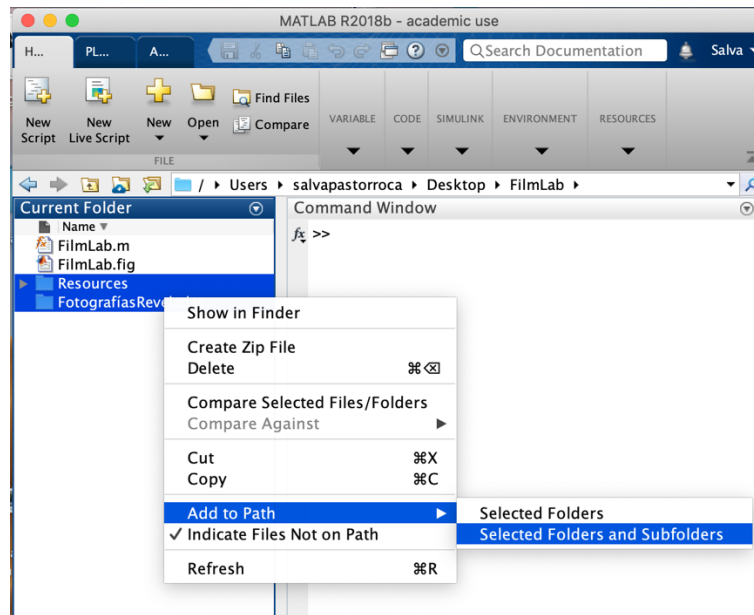 MATLAB R2018b - academic use
H... PL... A... Search Documentation Salva
New Script
New Live Script
New
Open
Find Files
Compare
VARIABLE CODE SIMULINK ENVIRONMENT RESOURCES
FILE
/ Users salvapastorroca Desktop FilmLab
Current Folder
Command Window
Name
fx >>
FilmLab.m
FilmLab.fig
Resources
Show in Finder
Create Zip File
Delete ⌘⌫
Compare Selected Files/Folders
Compare Against
Cut ⌘X
Copy ⌘C
Add to Path
Selected Folders
✓ Indicate Files Not on Path
Selected Folders and Subfolders
Refresh ⌘R